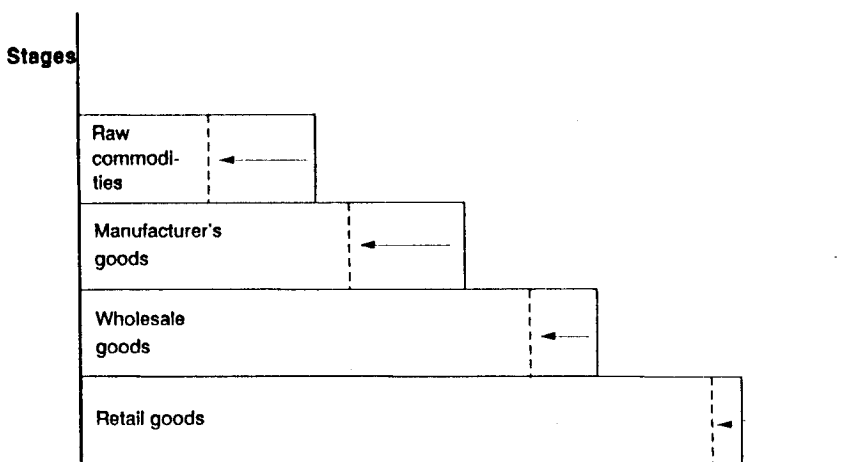 Stages
Raw
commodi-
ties
Manufacturer's
goods
Wholesale
goods
Retail goods